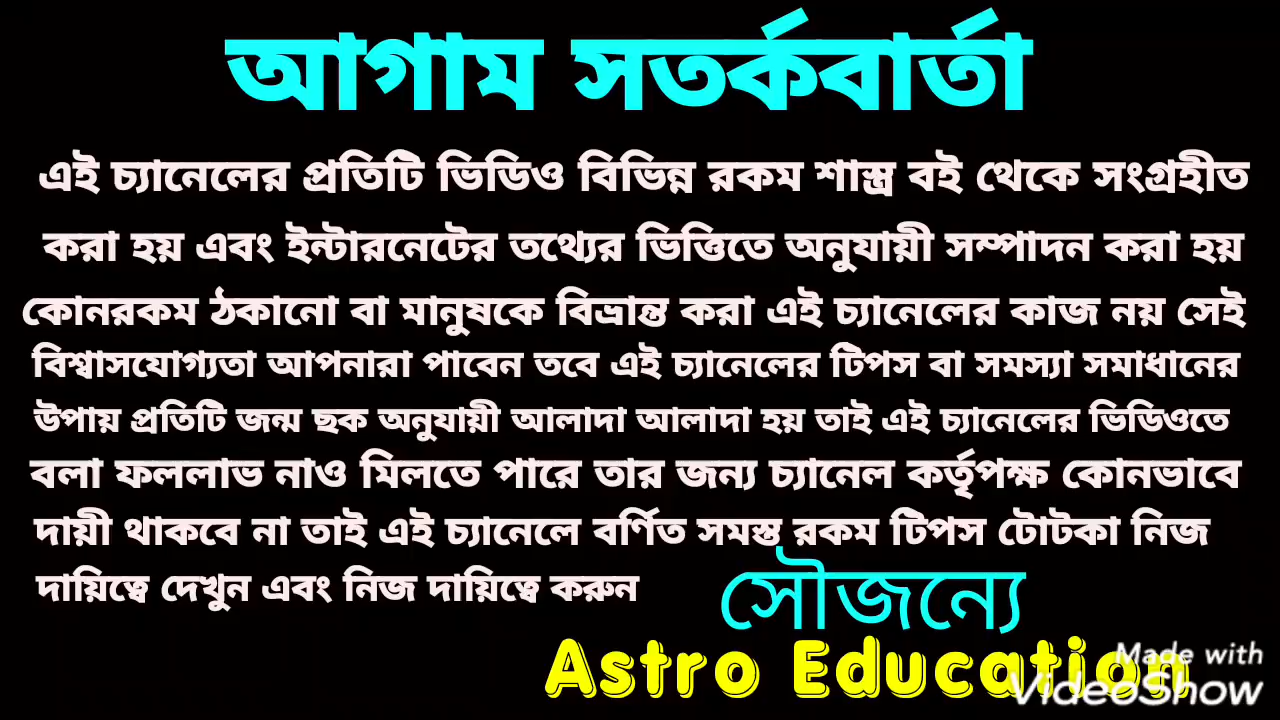 আগাম সতর্কবার্তা
এই চ্যানেলের প্রতিটি ভিডিও বিভিন্ন রকম শাস্ত্র বই থেকে সংগ্রহীত
করা হয় এবং ইন্টারনেটের তথ্যের ভিত্তিতে অনুযায়ী সম্পাদন করা হয়
কোনরকম ঠকানো বা মানুষকে বিভ্রান্ত করা এই চ্যানেলের কাজ নয় সেই
বিশ্বাসযোগ্যতা আপনারা পাবেন তবে এই চ্যানেলের টিপস বা সমস্যা সমাধানের
উপায় প্রতিটি জন্ম ছক অনুযায়ী আলাদা আলাদা হয় তাই এই চ্যানেলের ভিডিওতে
বলা ফললাভ নাও মিলতে পারে তার জন্য চ্যানেল কর্তৃপক্ষ কোনভাবে
দায়ী থাকবে না তাই এই চ্যানেলে বর্ণিত সমস্ত রকম টিপস টোটকা নিজ
দায়িত্বে দেখুন এবং নিজ দায়িত্বে করুন
সৌজন্যে
Astro Education
Made with
VideoShow